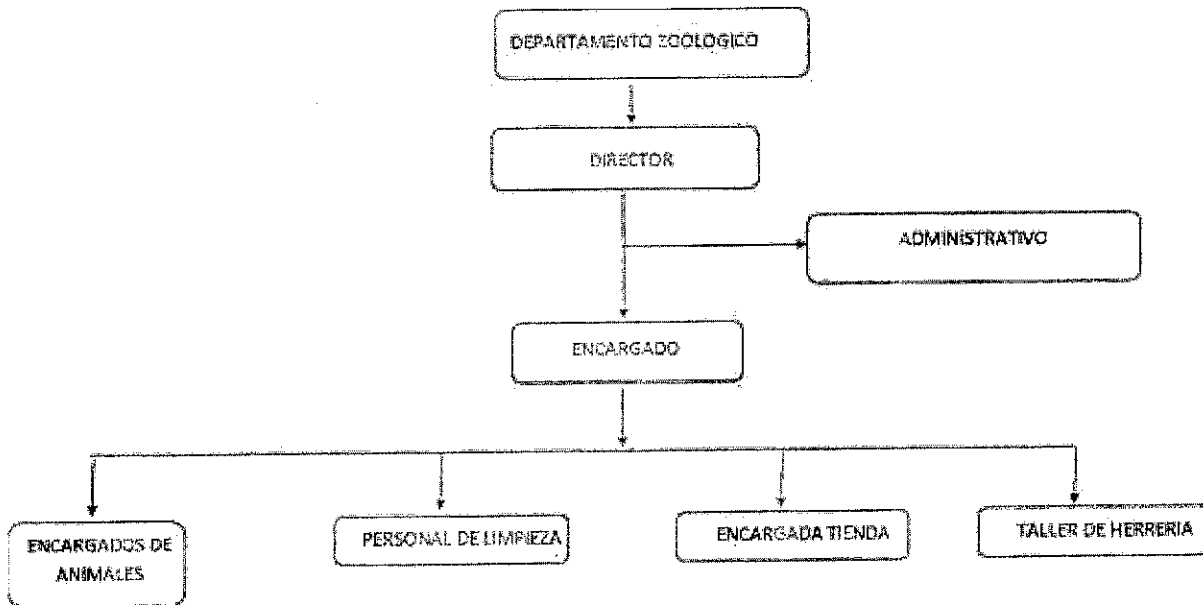 DEPARTAMENTO ZOOLOGICO
DIRECTOR
ADMINISTRATIVO
ENCARGADO
ENCARGADOS DE
ANIMALES
PERSONAL DE LIMPIEZA
ENCARGADA TIENDA
TALLER DE HERRERIA